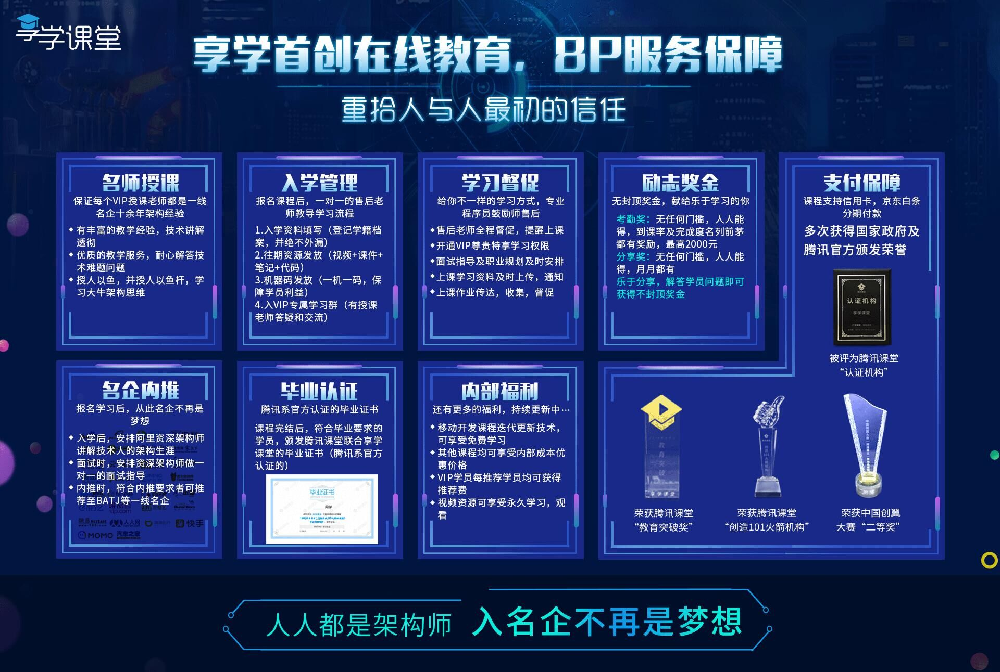 享学课堂
享学首创在线教育，8P服务保障
重拾人与人最初的信任
名师授课
保证每个VIP授课老师都是一线
名企十余年架构经验
有丰富的教学经验，技术讲解
透彻
优质的教学服务，耐心解答技
术难题问题
授人以鱼，并授人以鱼杆，学
习大牛架构思维
入学管理
报名课程后，一对一的售后老
师教导学习流程
1.入学资料填写（登记学籍档
案，并绝不外漏）
2.往期资源发放（视频+课件+
笔记+代码）
3.机器码发放（一机一码，保
障学员利益）
4.入VIP专属学习群（有授课
老师答疑和交流）
学习督促
给你不一样的学习方式，专业
程序员鼓励师售后
售后老师全程督促，提醒上课
开通VIP尊贵特享学习权限
面试指导及职业规划及时安排
上课学习资料及时上传，通知
上课作业传达，收集，督促
励志奖金
无封顶奖金，献给乐于学习的你
考勤奖：无任何门槛，人人能
得，到课率及完成度名列前茅
都有奖励，最高2000元
分享奖：无任何门槛，人人能
得，月月都有
乐于分享，解答学员问题即可
获得不封顶奖金
支付保障
课程支持信用卡，京东白条
分期付款
多次获得国家政府及
腾讯官方颁发荣誉
认证机构
享学课堂
被评为腾讯课堂
“认证机构”
名企内推
报名学习后，从此名企不再是
梦想
入学后，安排阿里资深架构师
讲解技术人的架构生涯
面试时，安排资深架构师做一
对一的面试指导
内推时，符合内推要求者可推
荐至BATJ等一线名企
vip.com
Qunar.Com
網易 NETEASE
www.163.com
人人网
快手
MOMO 汽车之家
毕业认证
腾讯系官方认证的毕业证书
课程完结后，符合毕业要求的
学员，颁发腾讯课堂联合享学
课堂的毕业证书（腾讯系官方
认证的）
毕业证书
同学
内部福利
还有更多的福利，持续更新中…
移动开发课程迭代更新技术，
可享受免费学习
其他课程均可享受内部成本优
惠价格
VIP学员每推荐学员均可获得
推荐费
视频资源可享受永久学习，观
看
教育突破
享学课堂
创造101火箭机构
荣获腾讯课堂
“教育突破奖”
荣获腾讯课堂
“创造101火箭机构”
荣获中国创翼
大赛“二等奖”
人人都是架构师 入名企不再是梦想